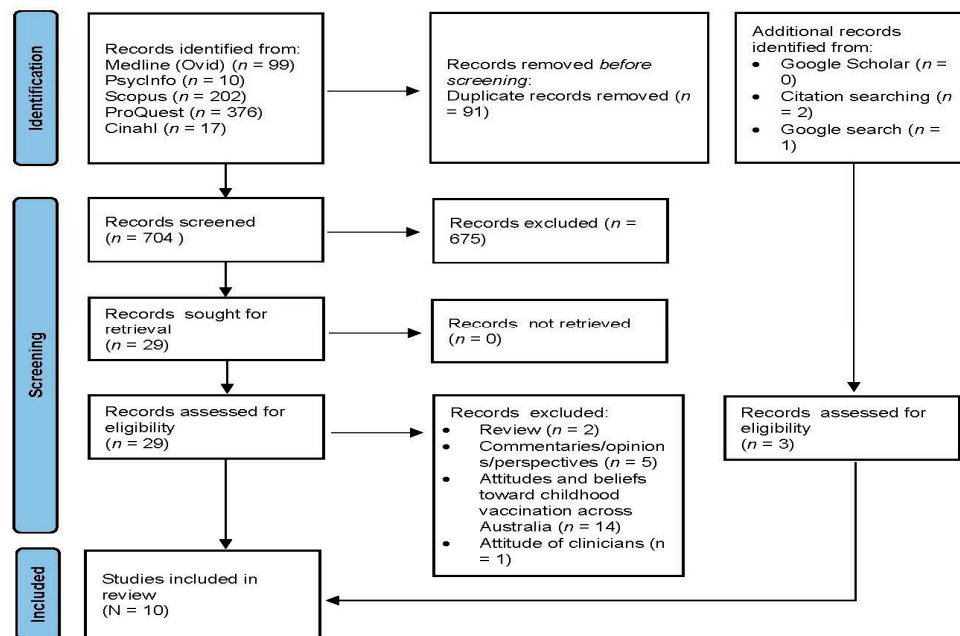 Identification
Records identified from:
Medline (Ovid) (n = 99)
PsycInfo (n = 10)
Scopus (n = 202)
ProQuest (n = 376)
Cinahl (n = 17)
Records removed before
screening:
Duplicate records removed (n
= 91)
Additional records
identified from:
• Google Scholar (n =
0)
• Citation searching (n
= 2)
• Google search (n =
1)
Screening
Records screened
(n = 704 )
Records excluded (n =
675)
Records sought for
retrieval
(n = 29)
Records not retrieved
(n = 0)
Records assessed for
eligibility
(n = 29)
Records excluded:
• Review (n = 2)
• Commentaries/opinion
s/perspectives (n = 5)
• Attitudes and beliefs
toward childhood
vaccination across
Australia (n = 14)
• Attitude of clinicians (n
= 1)
Records assessed for
eligibility
(n = 3)
Included
Studies included in
review
(N = 10)